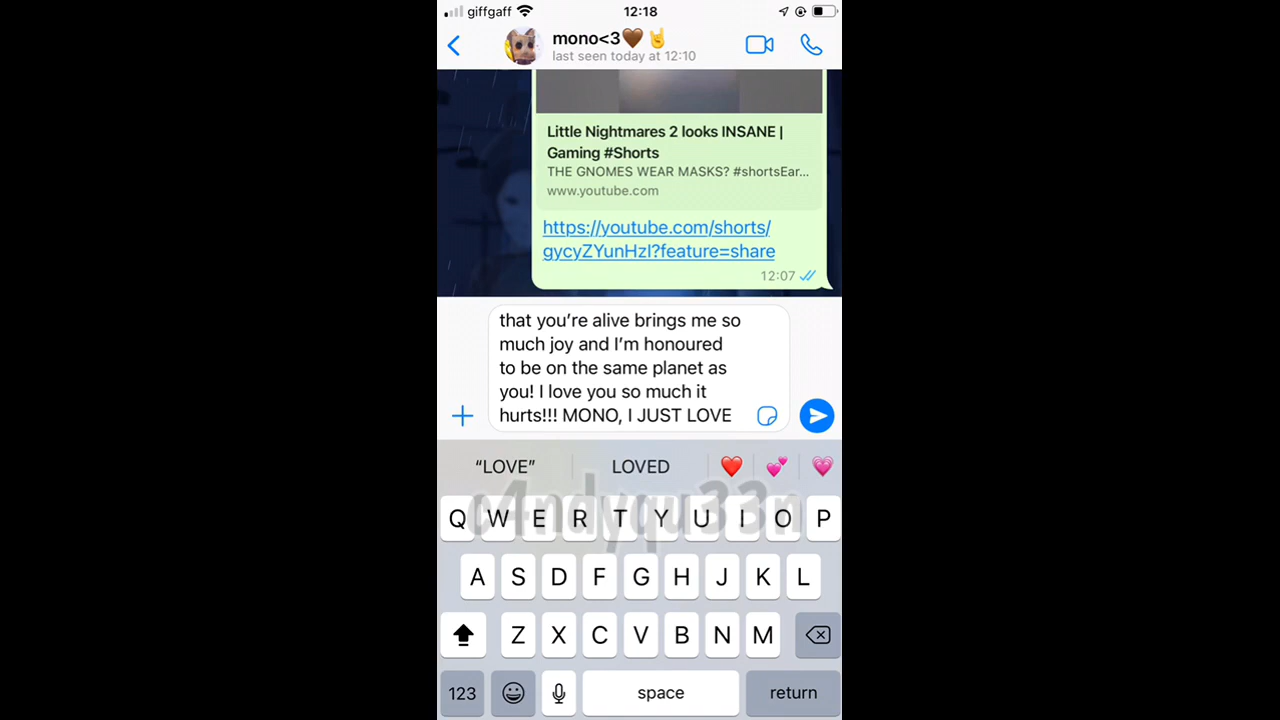 giffgaff
12:18
mono<3🤎🤘
last seen today at 12:10
Little Nightmares 2 looks INSANE |
Gaming #Shorts
THE GNOMES WEAR MASKS? #shortsEar...
www.youtube.com
https://youtube.com/shorts/
gycyZYunHzI?feature=share
12:07
that you’re alive brings me so
much joy and I’m honoured
to be on the same planet as
you! I love you so much it
hurts!!! MONO, I JUST LOVE
“LOVE” LOVED ❤️ 💕 💗
c4ndyqu33n
Q W E R T Y U I O P
A S D F G H J K L
Z X C V B N M
123 space return